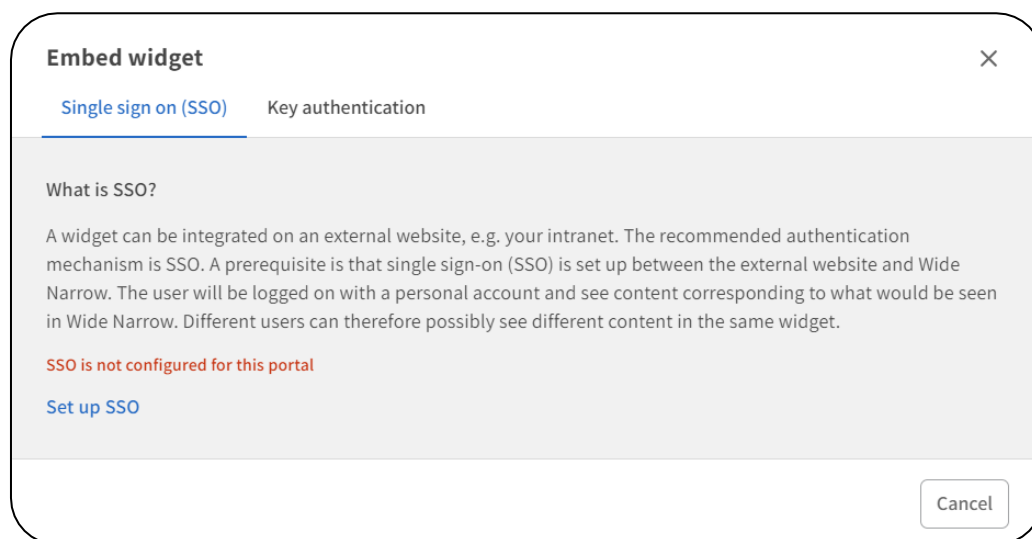 Embed widget
Single sign on (SSO) Key authentication
What is SSO?
A widget can be integrated on an external website, e.g. your intranet. The recommended authentication
mechanism is SSO. A prerequisite is that single sign-on (SSO) is set up between the external website and Wide
Narrow. The user will be logged on with a personal account and see content corresponding to what would be seen
in Wide Narrow. Different users can therefore possibly see different content in the same widget.
SSO is not configured for this portal
Set up SSO
Cancel